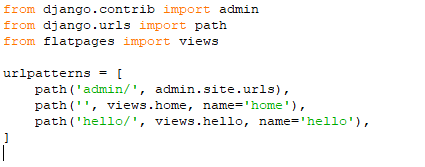 from django.contrib import admin
from django.urls import path
from flatpages import views

urlpatterns = [
    path('admin/', admin.site.urls),
    path('', views.home, name='home'),
    path('hello/', views.hello, name='hello'),
]